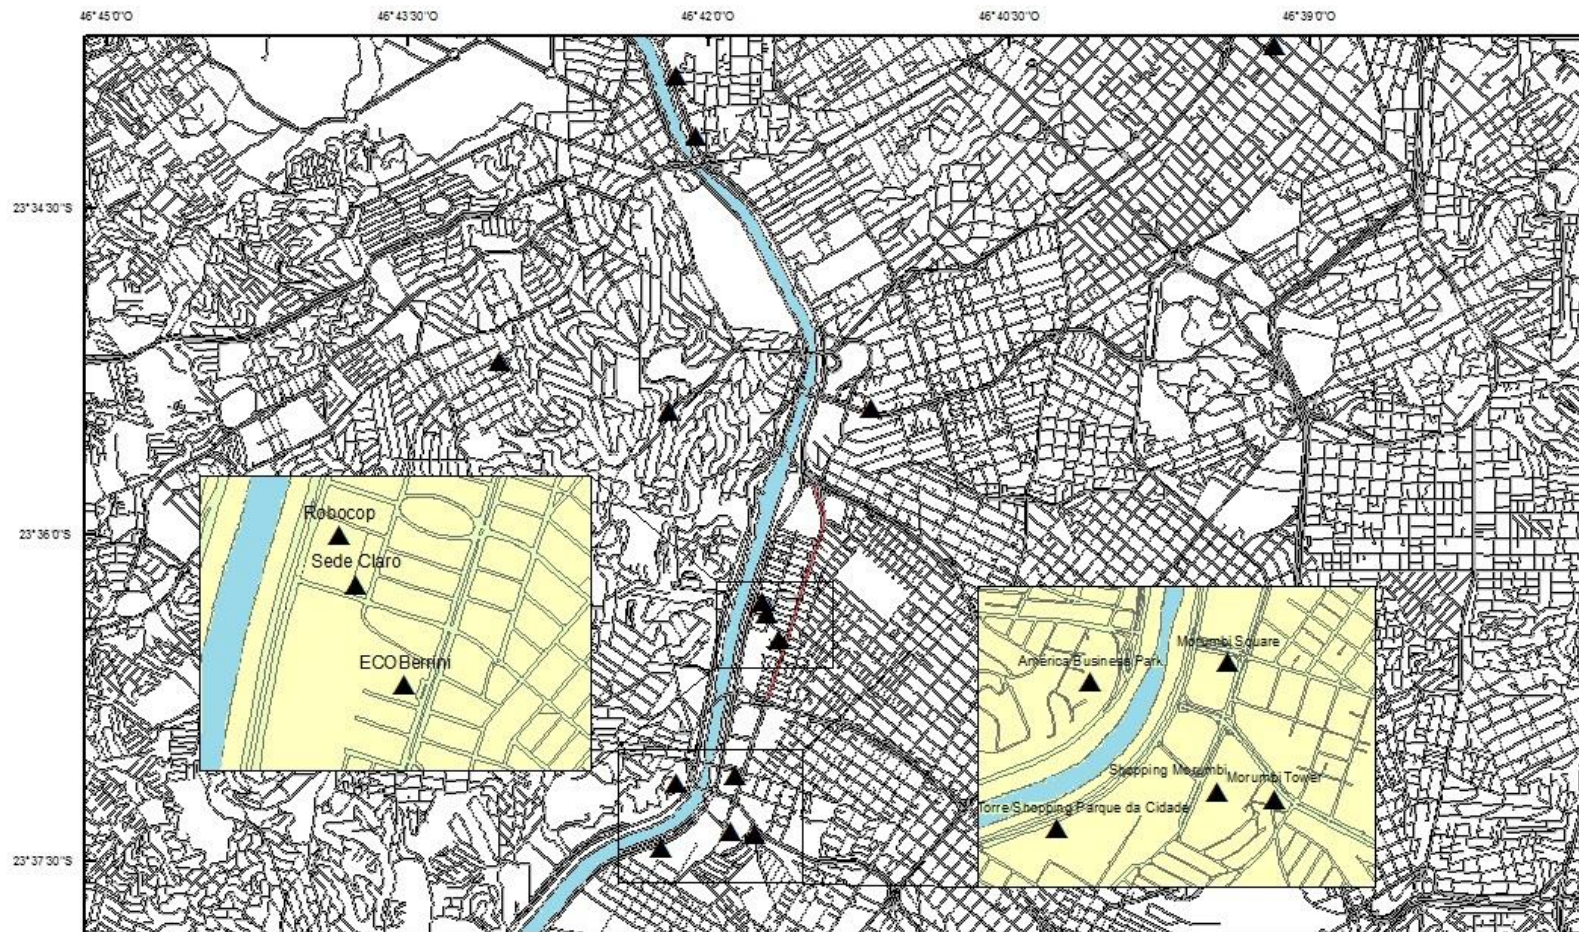 46°45'0"O
46°43'30"O
46°42'0"O
46°40'30"O
46°39'0"O
23°34'30"S
23°36'0"S
23°37'30"S
Robocop
Sede Claro
ECOBerrini
Morumbi Square
America Business Park
Shopping Morumbi
Morumbi Tower
Torre/Shopping Parque da Cidade